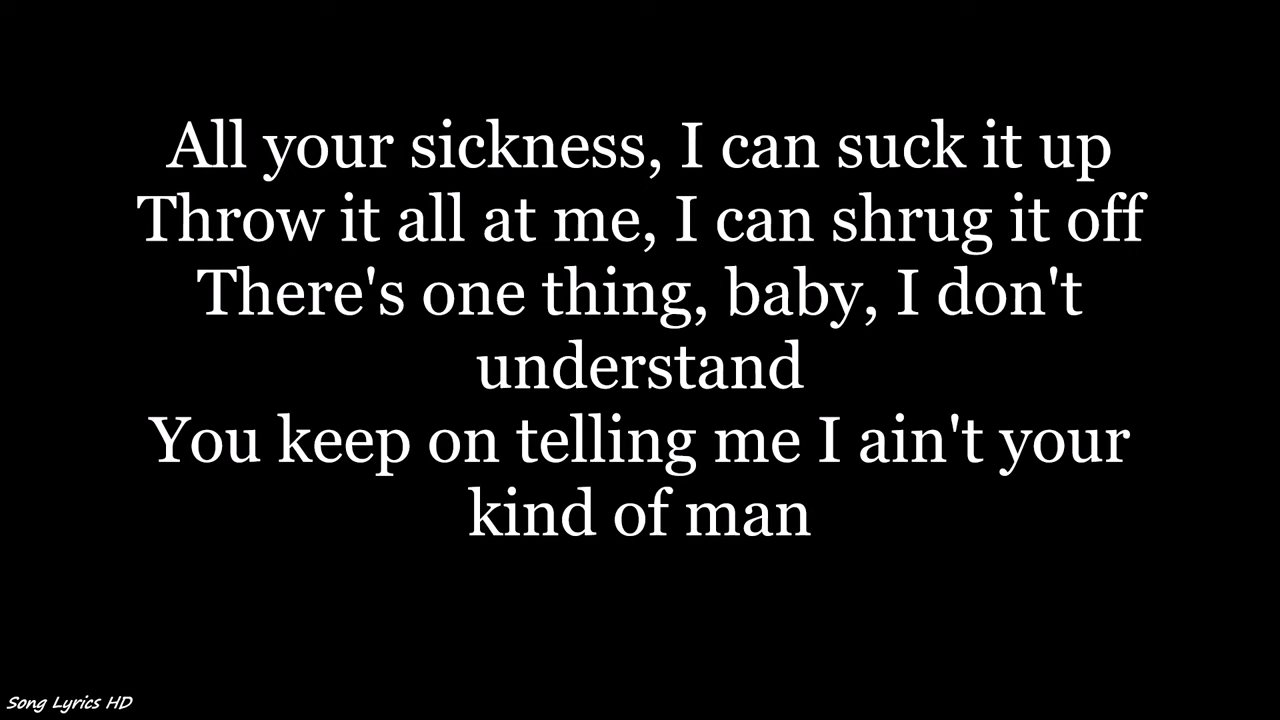 All your sickness, I can suck it up
Throw it all at me, I can shrug it off
There's one thing, baby, I don't
understand
You keep on telling me I ain't your
kind of man
Song Lyrics HD